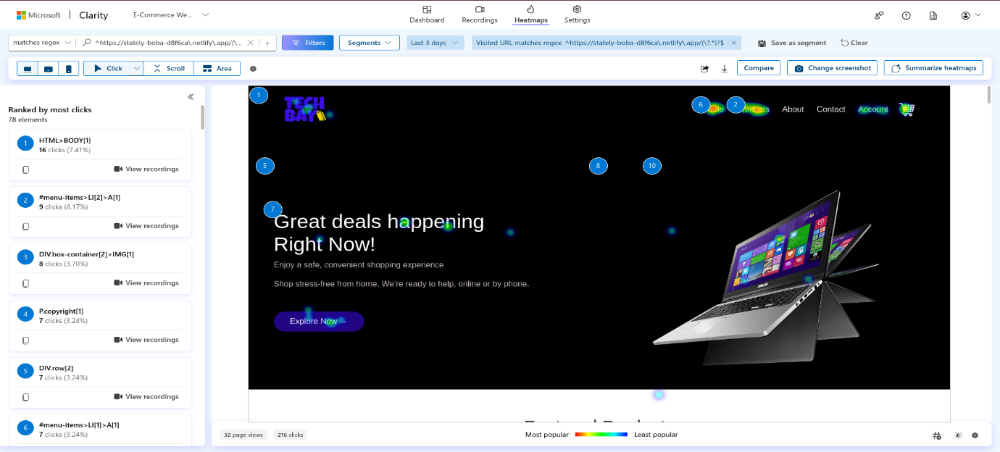 Microsoft | Clarity E-Commerce We...
Dashboard Recordings Heatmaps Settings
matches regex ^https://stately-boba-d8f6ca\.netlify\.app/(\... + Filters Segments Last 3 days Visited URL matches regex: ^https://stately-boba-d8f6ca\.netlify\.app/(\?.*)?$ Save as segment Clear
Click Scroll Area Compare Change screenshot Summarize heatmaps
Ranked by most clicks
78 elements
1 HTML>BODY[1]
16 clicks (7.41%)
View recordings
2 #menu-items>LI[2]>A[1]
9 clicks (4.17%)
View recordings
3 DIV.box-container[2]>IMG[1]
8 clicks (3.70%)
View recordings
4 P.copyright[1]
7 clicks (3.24%)
View recordings
5 DIV.row[2]
7 clicks (3.24%)
View recordings
6 #menu-items>LI[1]>A[1]
7 clicks (3.24%)
1
TECH
BAY
6 2 About Contact Account
5 8 10
7
Great deals happening
Right Now!
Enjoy a safe, convenient shopping experience
Shop stress-free from home. We're ready to help, online or by phone.
Explore Now →
ASUS
32 page views 216 clicks Most popular Least popular